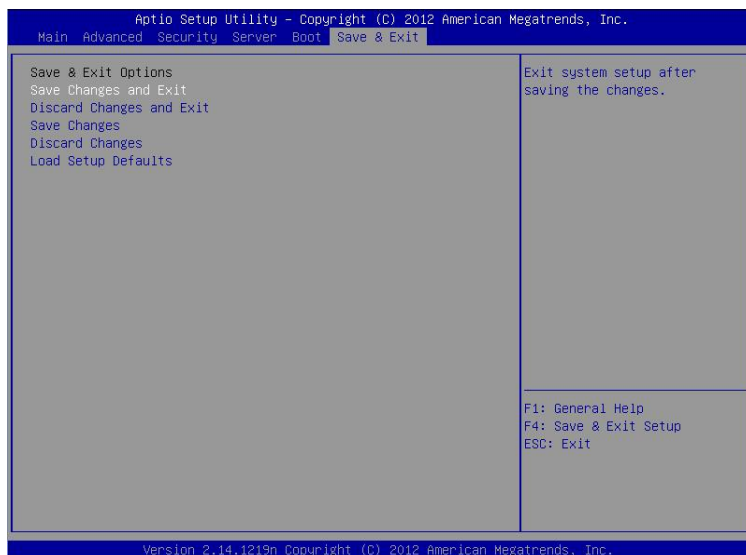 Aptio Setup Utility – Copyright (C) 2012 American Megatrends, Inc.
Main Advanced Security Server Boot Save & Exit
Save & Exit Options
Save Changes and Exit
Discard Changes and Exit
Save Changes
Discard Changes
Load Setup Defaults
Exit system setup after
saving the changes.
F1: General Help
F4: Save & Exit Setup
ESC: Exit
Version 2.14.1219n Copyright (C) 2012 American Megatrends, Inc.